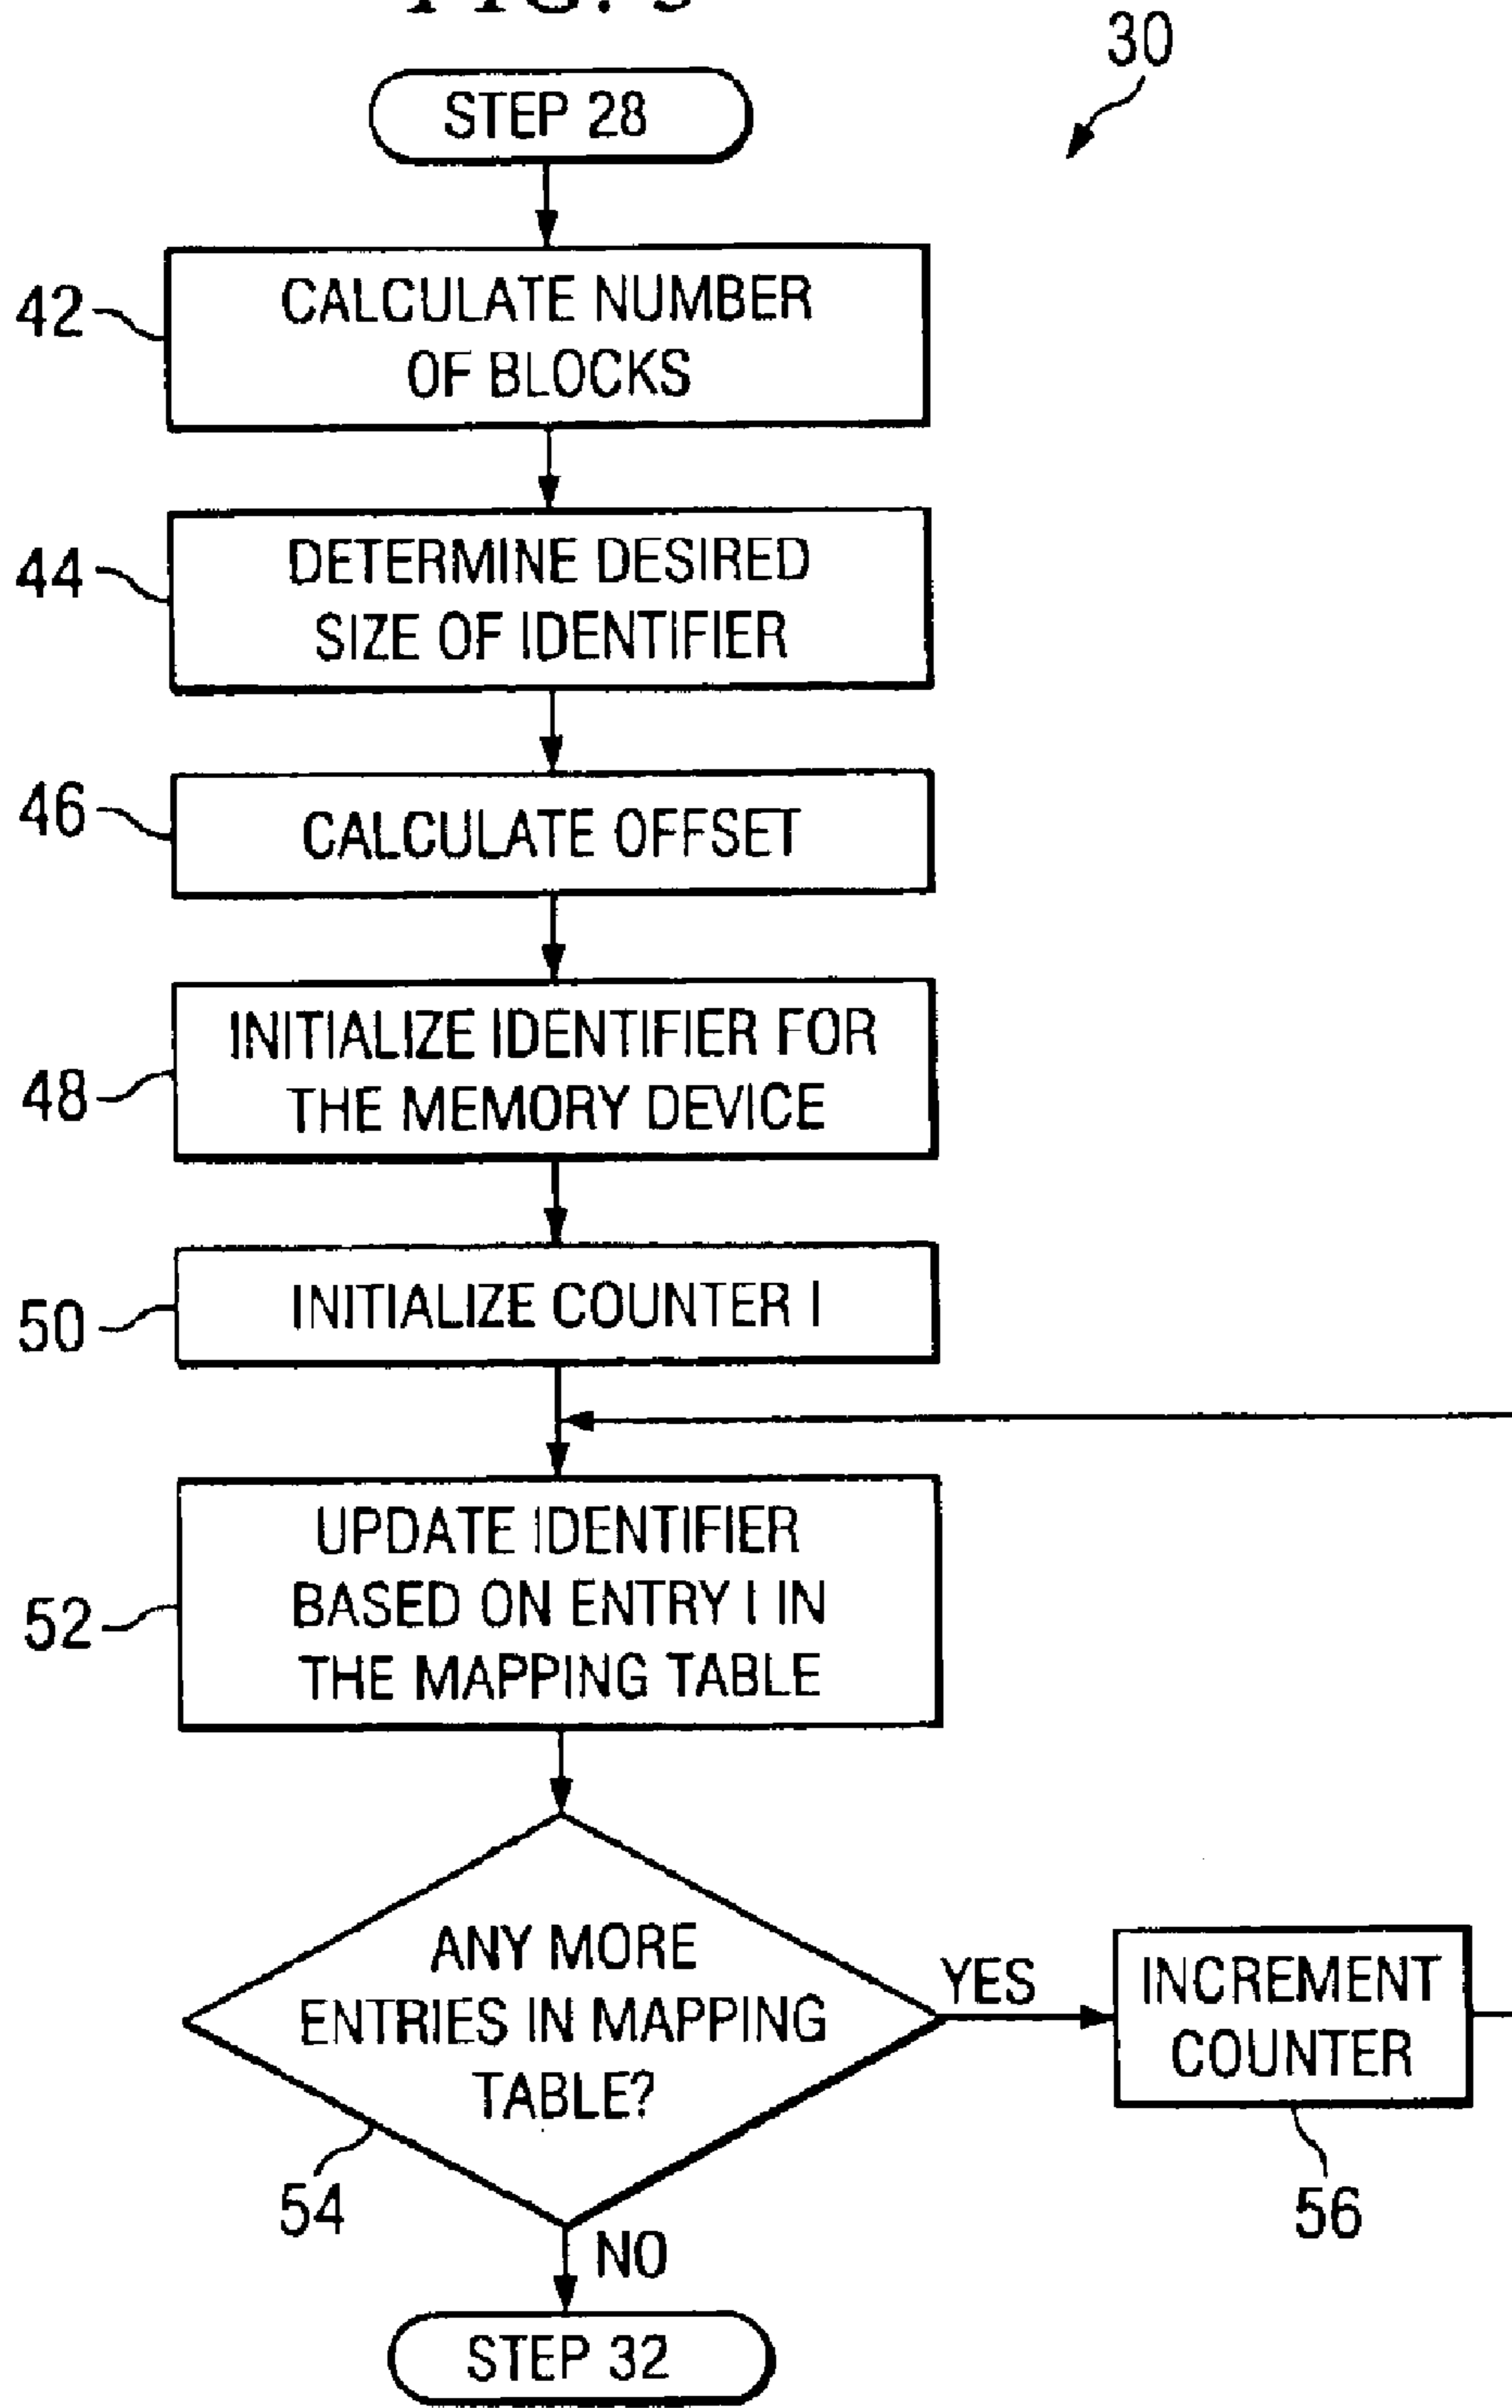 30
STEP 28
42
CALCULATE NUMBER
OF BLOCKS
44
DETERMINE DESIRED
SIZE OF IDENTIFIER
46
CALCULATE OFFSET
48
INITIALIZE IDENTIFIER FOR
THE MEMORY DEVICE
50
INITIALIZE COUNTER I
52
UPDATE IDENTIFIER
BASED ON ENTRY I IN
THE MAPPING TABLE
54
ANY MORE
ENTRIES IN MAPPING
TABLE?
YES
INCREMENT
COUNTER
56
NO
STEP 32